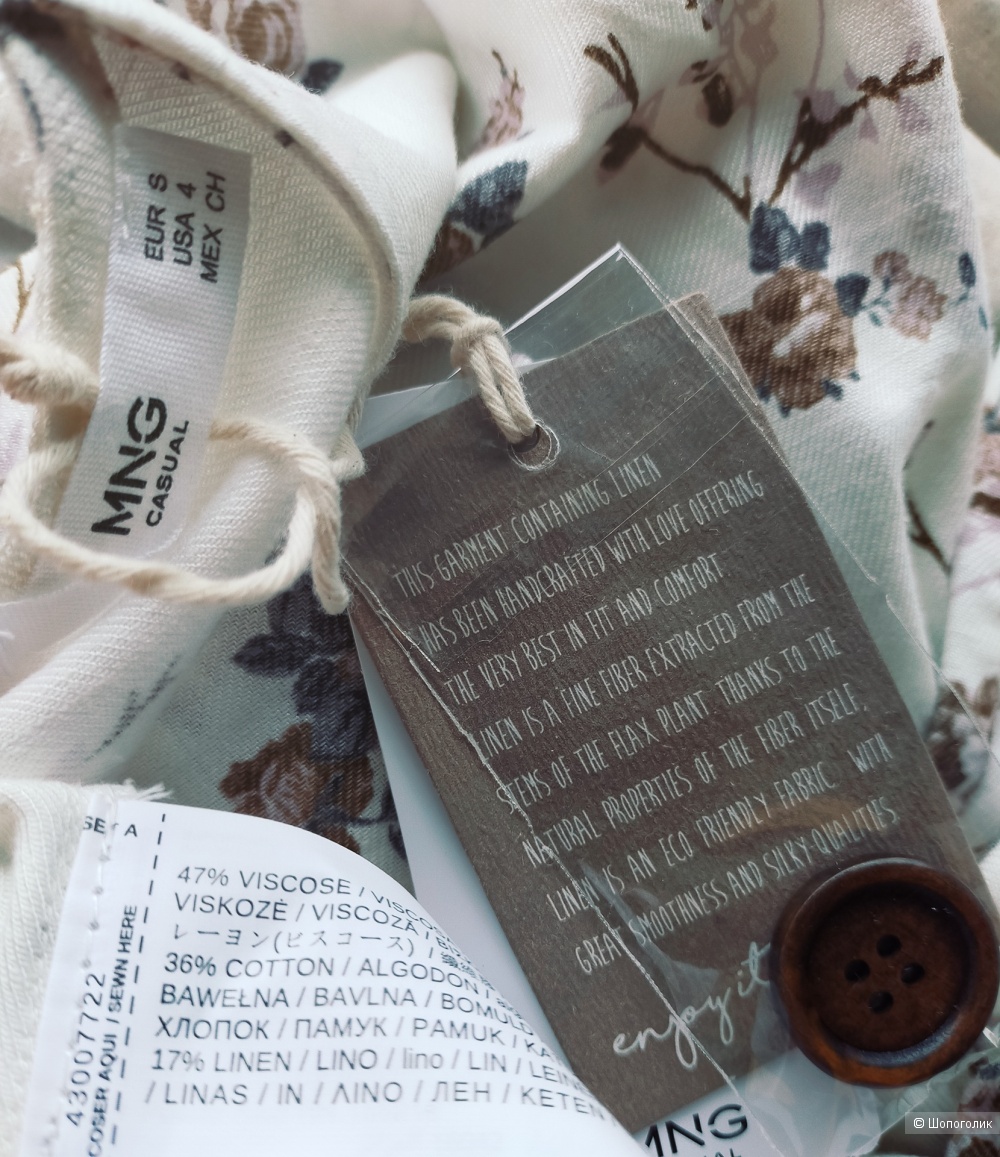 EUR S
USA 4
MEX CH
MNG
CASUAL
THIS GARMENT CONTAINING LINEN
HAS BEEN HANDCRAFTED WITH LOVE OFFERING
THE VERY BEST IN FIT AND COMFORT
LINEN IS A FINE FIBER EXTRACTED FROM THE
STENS OF THE FLAX PLANT THANKS TO THE
NATURAL PROPERTIES OF THE FIBER ITSELF,
LINEN IS AN ECO FRIENDLY FABRIC WITH
GREAT SMOOTHNESS AND SILKY QUALITIES
enjoy it
MNG
43007722
COSER AQUI / SEWN HERE
47% VISCOSE /
VISKOZĖ / VISCOZA /
レーヨン(ビスコース) /
36% COTTON / ALGODON /
BAWEŁNA / BAVLNA /
ХЛОПОК / ПАМУК / PAMUK /
17% LINEN / LINO / lino / LIN /
/ LINAS / IN / ΛΙΝΟ / ЛЕН / KETEN
© Шопоголик